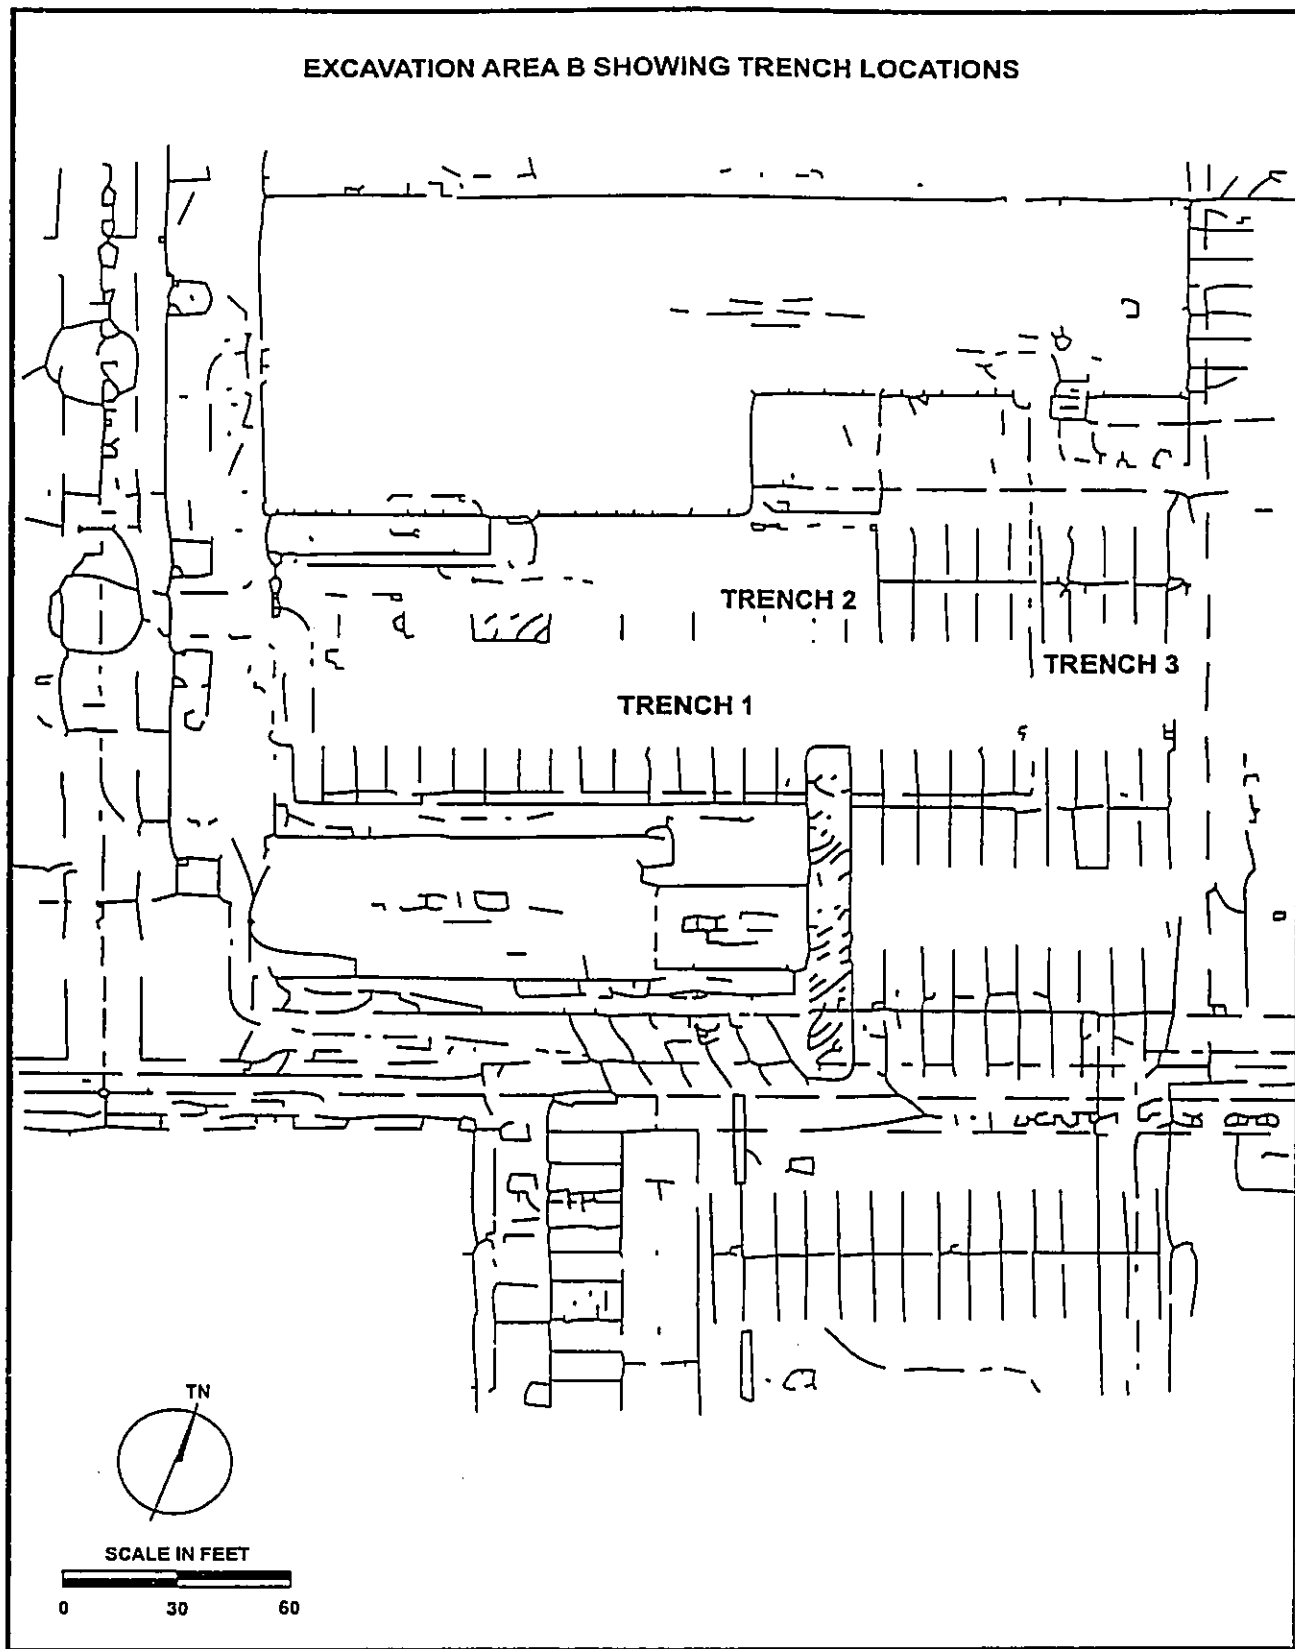 EXCAVATION AREA B SHOWING TRENCH LOCATIONS
TRENCH 2
TRENCH 3
TRENCH 1
TN
SCALE IN FEET
0 30 60